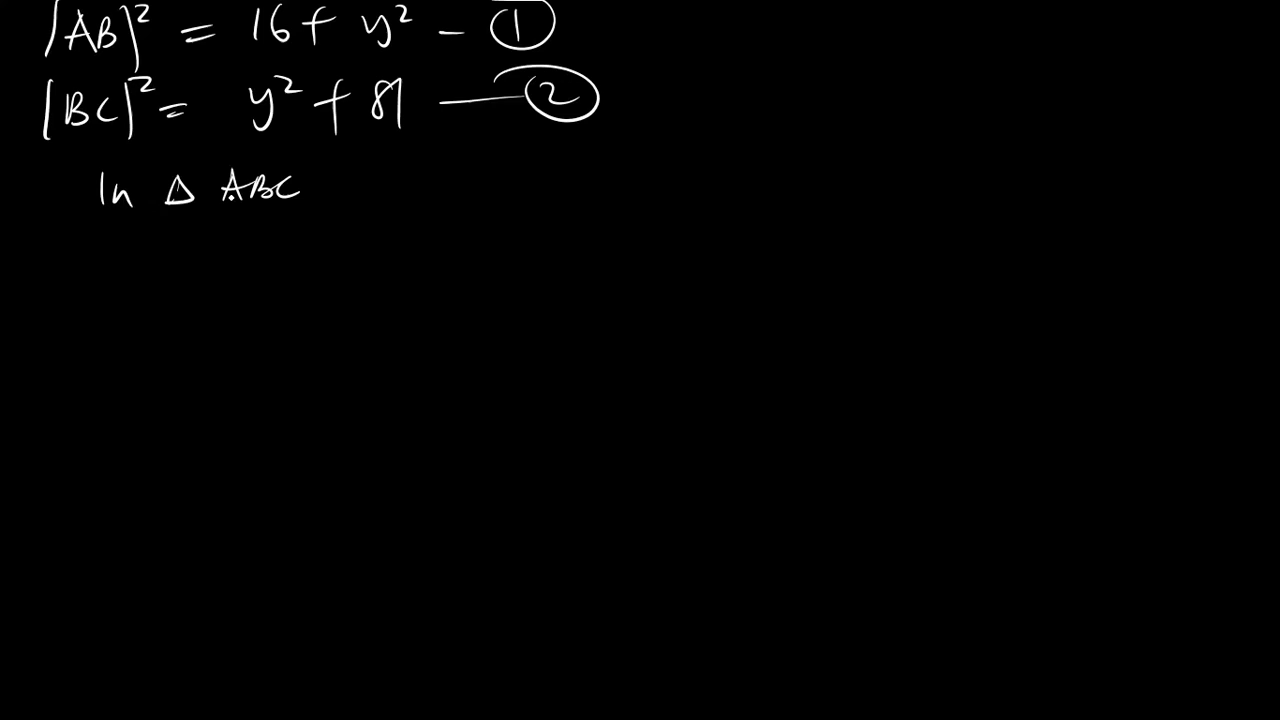 |AB|² = 16 + y² - ①
|BC|² = y² + 81 — ②
In Δ ABC